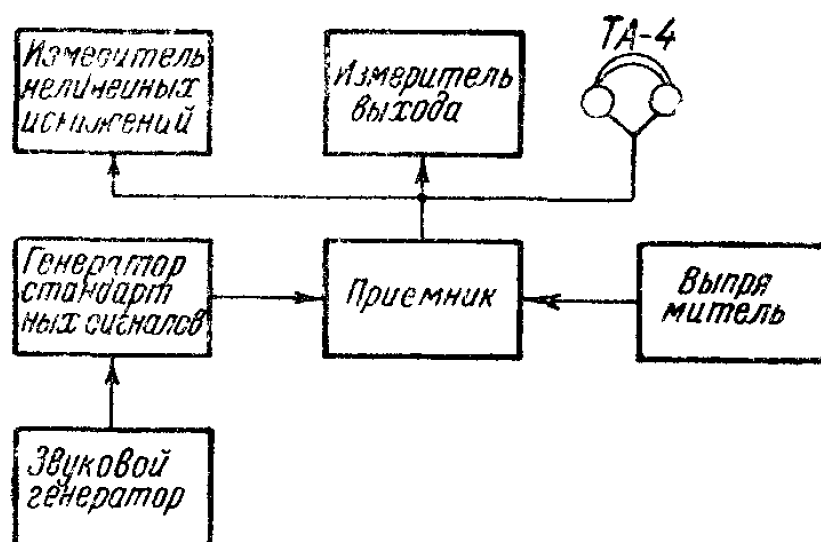 Измеритель
нелинейных
искажений
Измеритель
выхода
ТА-4
Генератор
стандарт
ных сигналов
Приемник
Выпря
митель
Звуковой
генератор